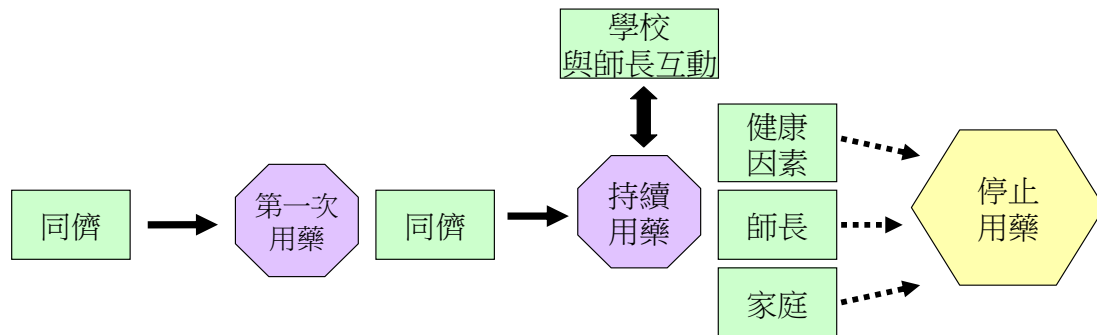 學校
與師長互動
健康
因素
同儕
第一次
用藥
同儕
持續
用藥
師長
停止
用藥
家庭